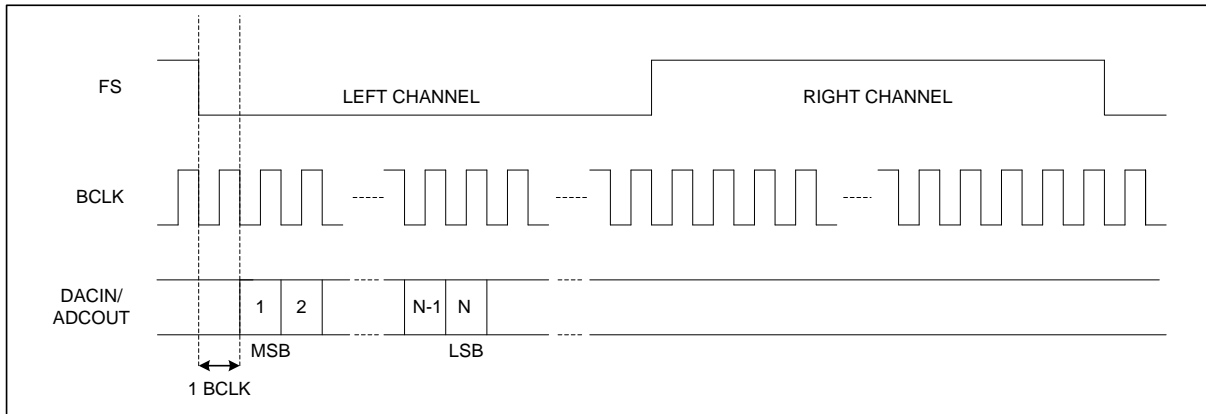 FS
LEFT CHANNEL
RIGHT CHANNEL
BCLK
DACIN/
ADCOUT
1
2
N-1
N
MSB
LSB
1 BCLK